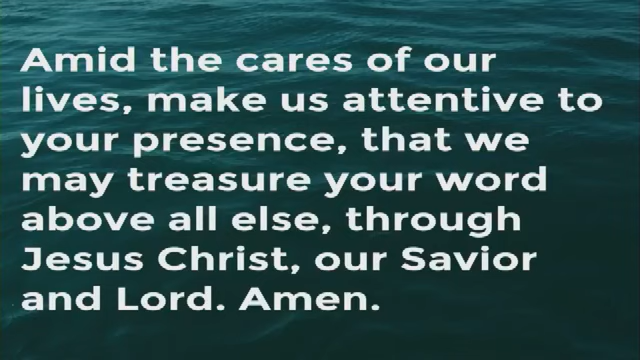 Amid the cares of our
lives, make us attentive to
your presence, that we
may treasure your word
above all else, through
Jesus Christ, our Savior
and Lord. Amen.